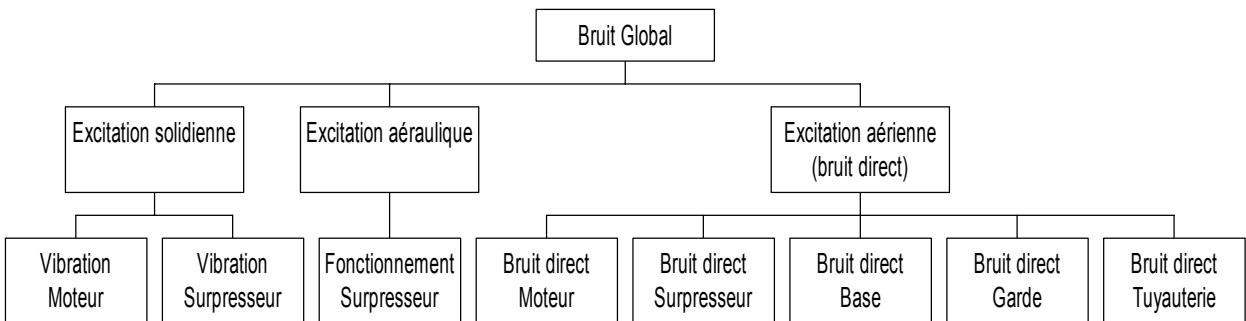 Bruit Global
Excitation solidienne
Excitation aéraulique
Excitation aérienne
(bruit direct)
Vibration
Moteur
Vibration
Surpresseur
Fonctionnement
Surpresseur
Bruit direct
Moteur
Bruit direct
Surpresseur
Bruit direct
Base
Bruit direct
Garde
Bruit direct
Tuyauterie